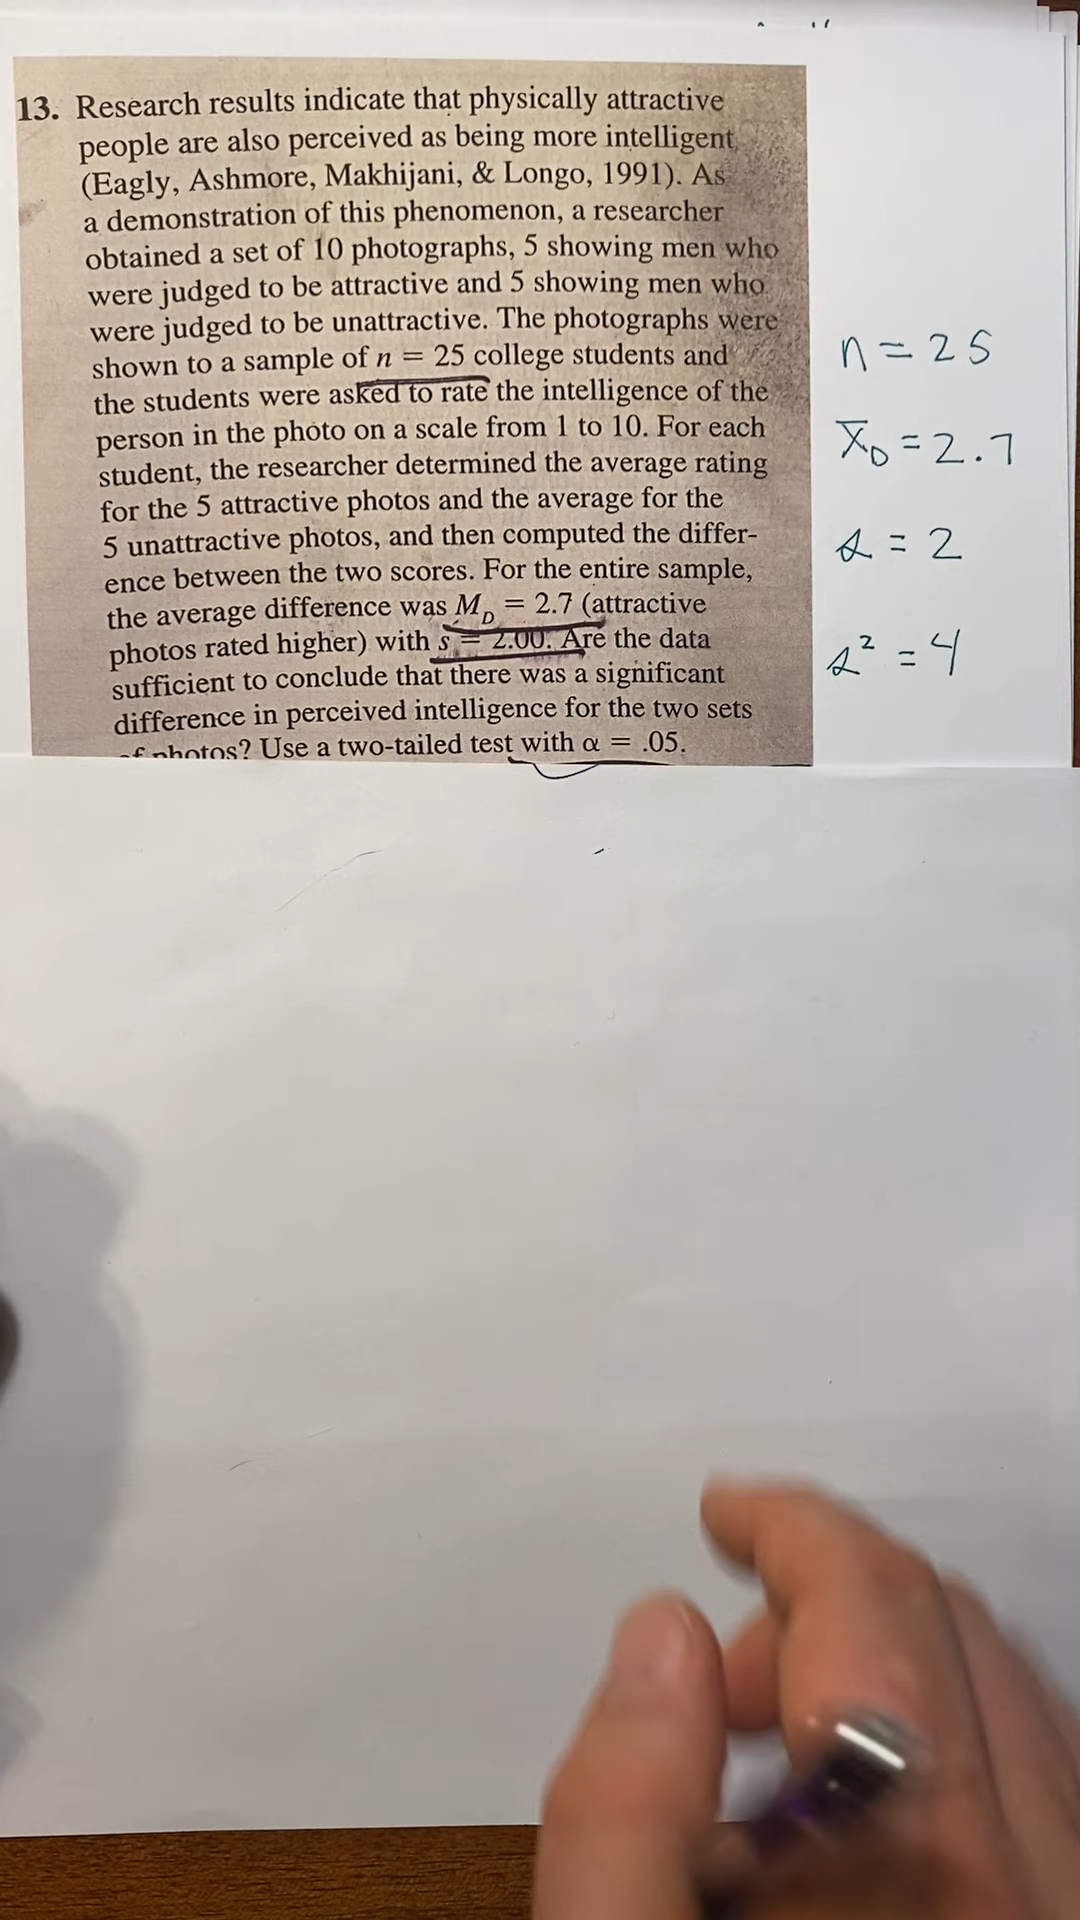 13. Research results indicate that physically attractive
people are also perceived as being more intelligent
(Eagly, Ashmore, Makhijani, & Longo, 1991). As
a demonstration of this phenomenon, a researcher
obtained a set of 10 photographs, 5 showing men who
were judged to be attractive and 5 showing men who
were judged to be unattractive. The photographs were
shown to a sample of n = 25 college students and
the students were asked to rate the intelligence of the
person in the photo on a scale from 1 to 10. For each
student, the researcher determined the average rating
for the 5 attractive photos and the average for the
5 unattractive photos, and then computed the differ-
ence between the two scores. For the entire sample,
the average difference was M_D = 2.7 (attractive
photos rated higher) with s = 2.00. Are the data
sufficient to conclude that there was a significant
difference in perceived intelligence for the two sets
of photos? Use a two-tailed test with α = .05.
n = 25
X̄_D = 2.7
s = 2
s² = 4